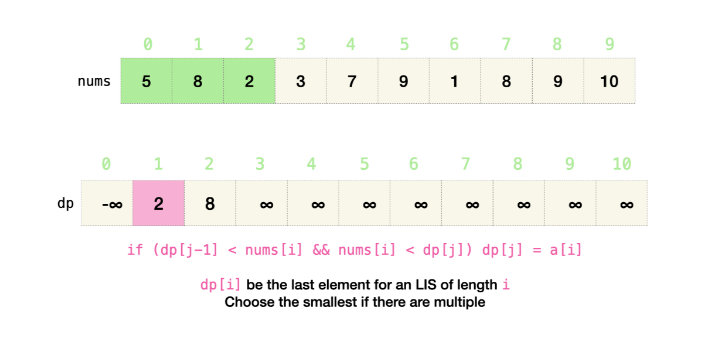 0 1 2 3 4 5 6 7 8 9
nums 5 8 2 3 7 9 1 8 9 10
0 1 2 3 4 5 6 7 8 9 10
dp -∞ 2 8 ∞ ∞ ∞ ∞ ∞ ∞ ∞ ∞
if (dp[j-1] < nums[i] && nums[i] < dp[j]) dp[j] = a[i]
dp[i] be the last element for an LIS of length i
Choose the smallest if there are multiple